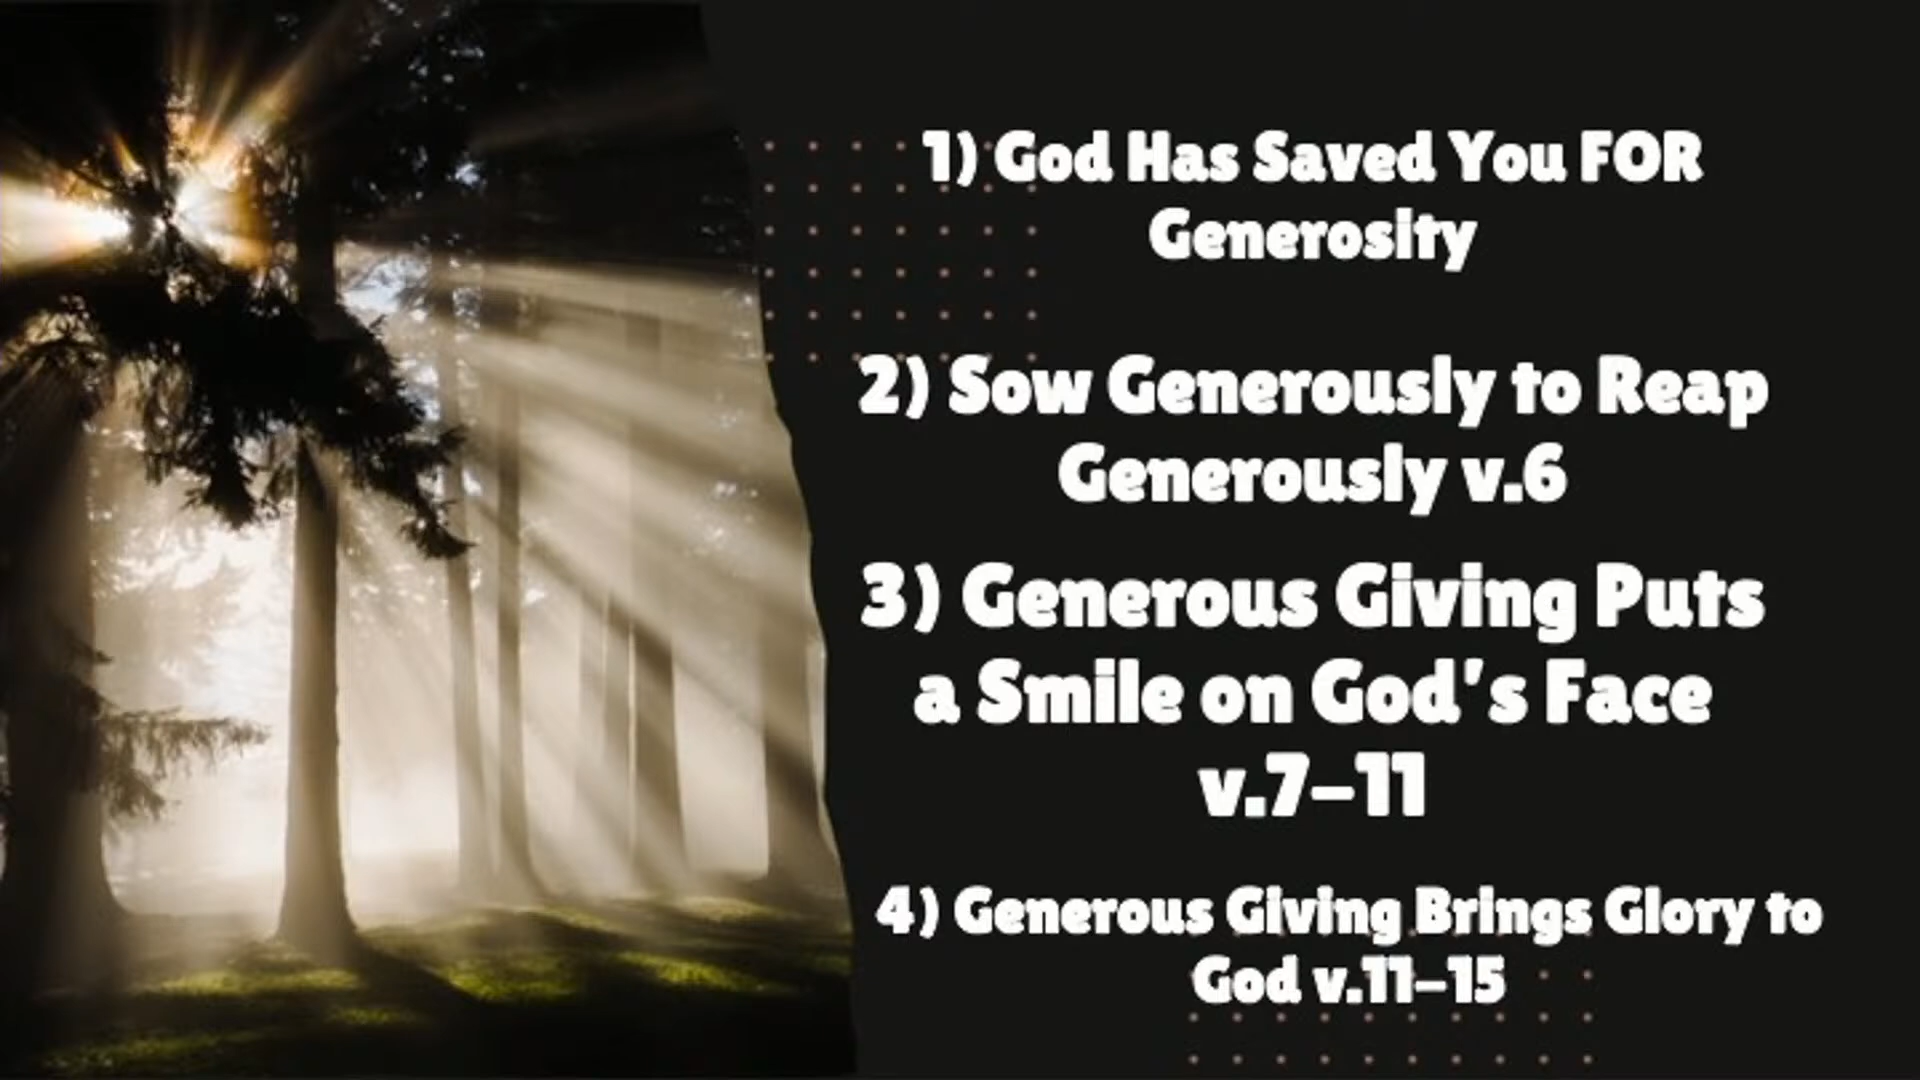 1) God Has Saved You FOR
Generosity
2) Sow Generously to Reap
Generously v.6
3) Generous Giving Puts
a Smile on God's Face
v.7-11
4) Generous Giving Brings Glory to
God v.11-15